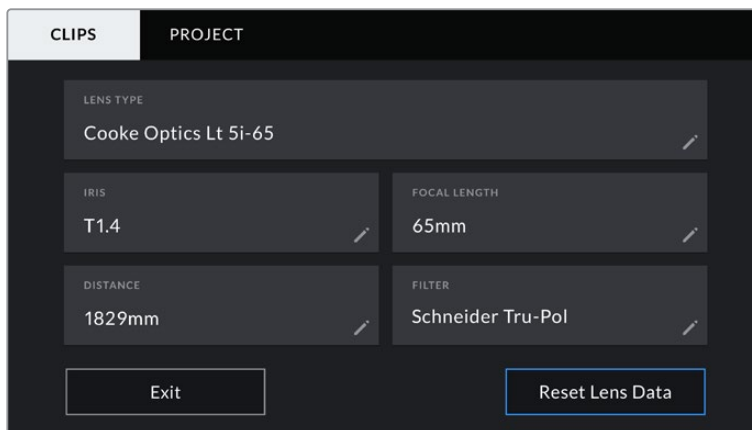 CLIPS PROJECT
LENS TYPE
Cooke Optics Lt 5i-65
IRIS
T1.4
FOCAL LENGTH
65mm
DISTANCE
1829mm
FILTER
Schneider Tru-Pol
Exit
Reset Lens Data